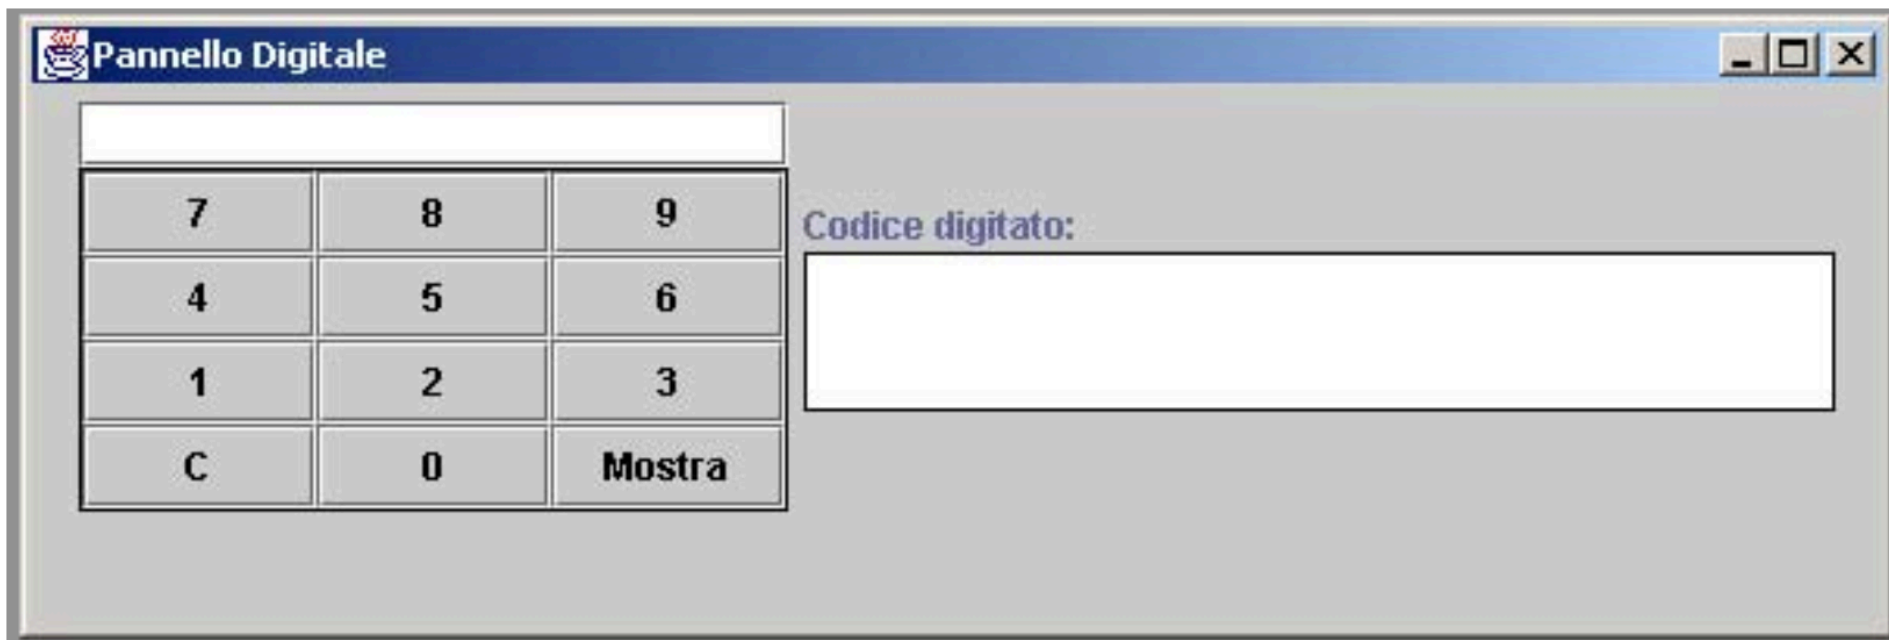 Pannello Digitale
7 8 9
Codice digitato:
4 5 6
1 2 3
C 0 Mostra